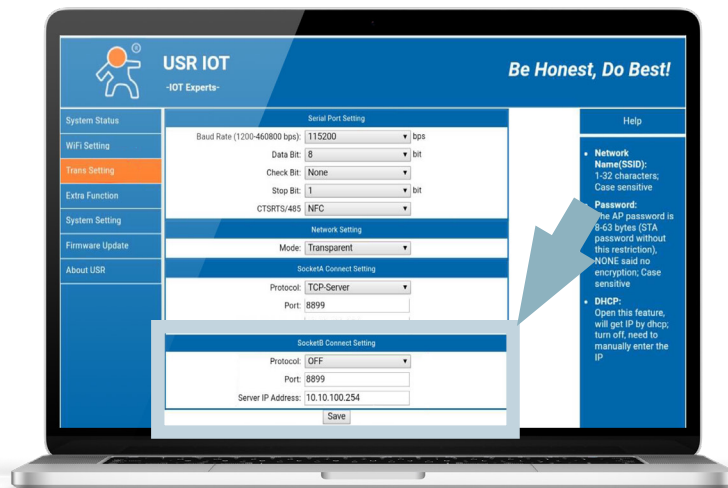 ®
USR IOT
-IOT Experts-
Be Honest, Do Best!
System Status
WiFi Setting
Trans Setting
Extra Function
System Setting
Firmware Update
About USR
Serial Port Setting
Baud Rate (1200-460800 bps): 115200 bps
Data Bit: 8 bit
Check Bit: None
Stop Bit: 1 bit
CTSRTS/485 NFC
Network Setting
Mode: Transparent
SocketA Connect Setting
Protocol: TCP-Server
Port: 8899
SocketB Connect Setting
Protocol: OFF
Port: 8899
Server IP Address: 10.10.100.254
Save
Help
• Network
Name(SSID):
1-32 characters;
Case sensitive
• Password:
he AP password is
8-63 bytes (STA
password without
this restriction),
NONE said no
encryption; Case
sensitive
• DHCP:
Open this feature,
will get IP by dhcp;
turn off, need to
manually enter the
IP